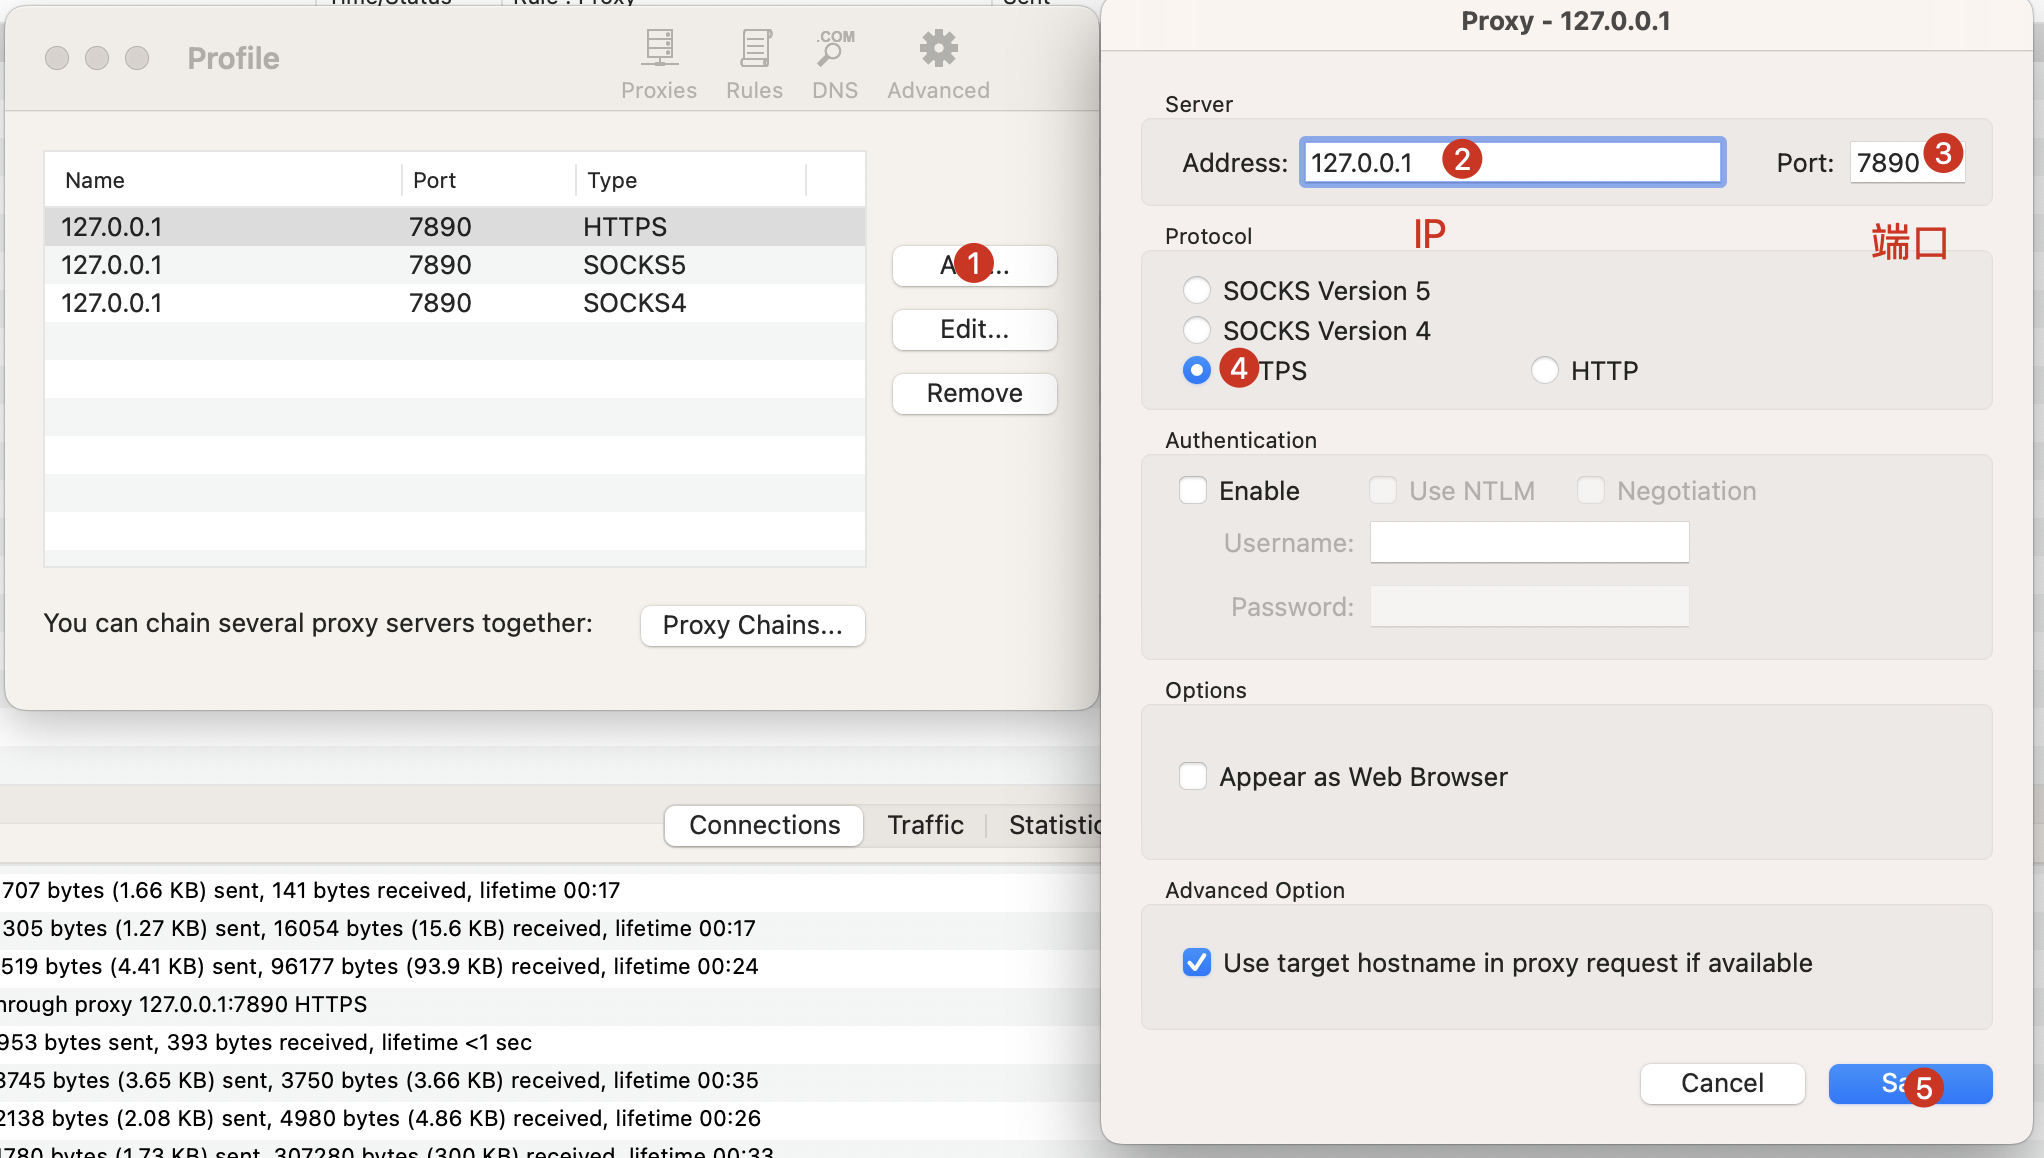 Profile
Proxies
Rules
.COM
DNS
Advanced
Name Port Type
127.0.0.1 7890 HTTPS
127.0.0.1 7890 SOCKS5
127.0.0.1 7890 SOCKS4
1
Edit...
Remove
You can chain several proxy servers together:
Proxy Chains...
Connections Traffic
707 bytes (1.66 KB) sent, 141 bytes received, lifetime 00:17
305 bytes (1.27 KB) sent, 16054 bytes (15.6 KB) received, lifetime 00:17
519 bytes (4.41 KB) sent, 96177 bytes (93.9 KB) received, lifetime 00:24
hrough proxy 127.0.0.1:7890 HTTPS
953 bytes sent, 393 bytes received, lifetime <1 sec
3745 bytes (3.65 KB) sent, 3750 bytes (3.66 KB) received, lifetime 00:35
2138 bytes (2.08 KB) sent, 4980 bytes (4.86 KB) received, lifetime 00:26
1780 bytes (1.73 KB) sent, 307280 bytes (300 KB) received, lifetime 00:33
Proxy - 127.0.0.1
Server
Address: 127.0.0.1 2 Port: 7890 3
IP 端口
Protocol
SOCKS Version 5
SOCKS Version 4
4 TPS HTTP
Authentication
Enable Use NTLM Negotiation
Username:
Password:
Options
Appear as Web Browser
Advanced Option
Use target hostname in proxy request if available
Cancel
5